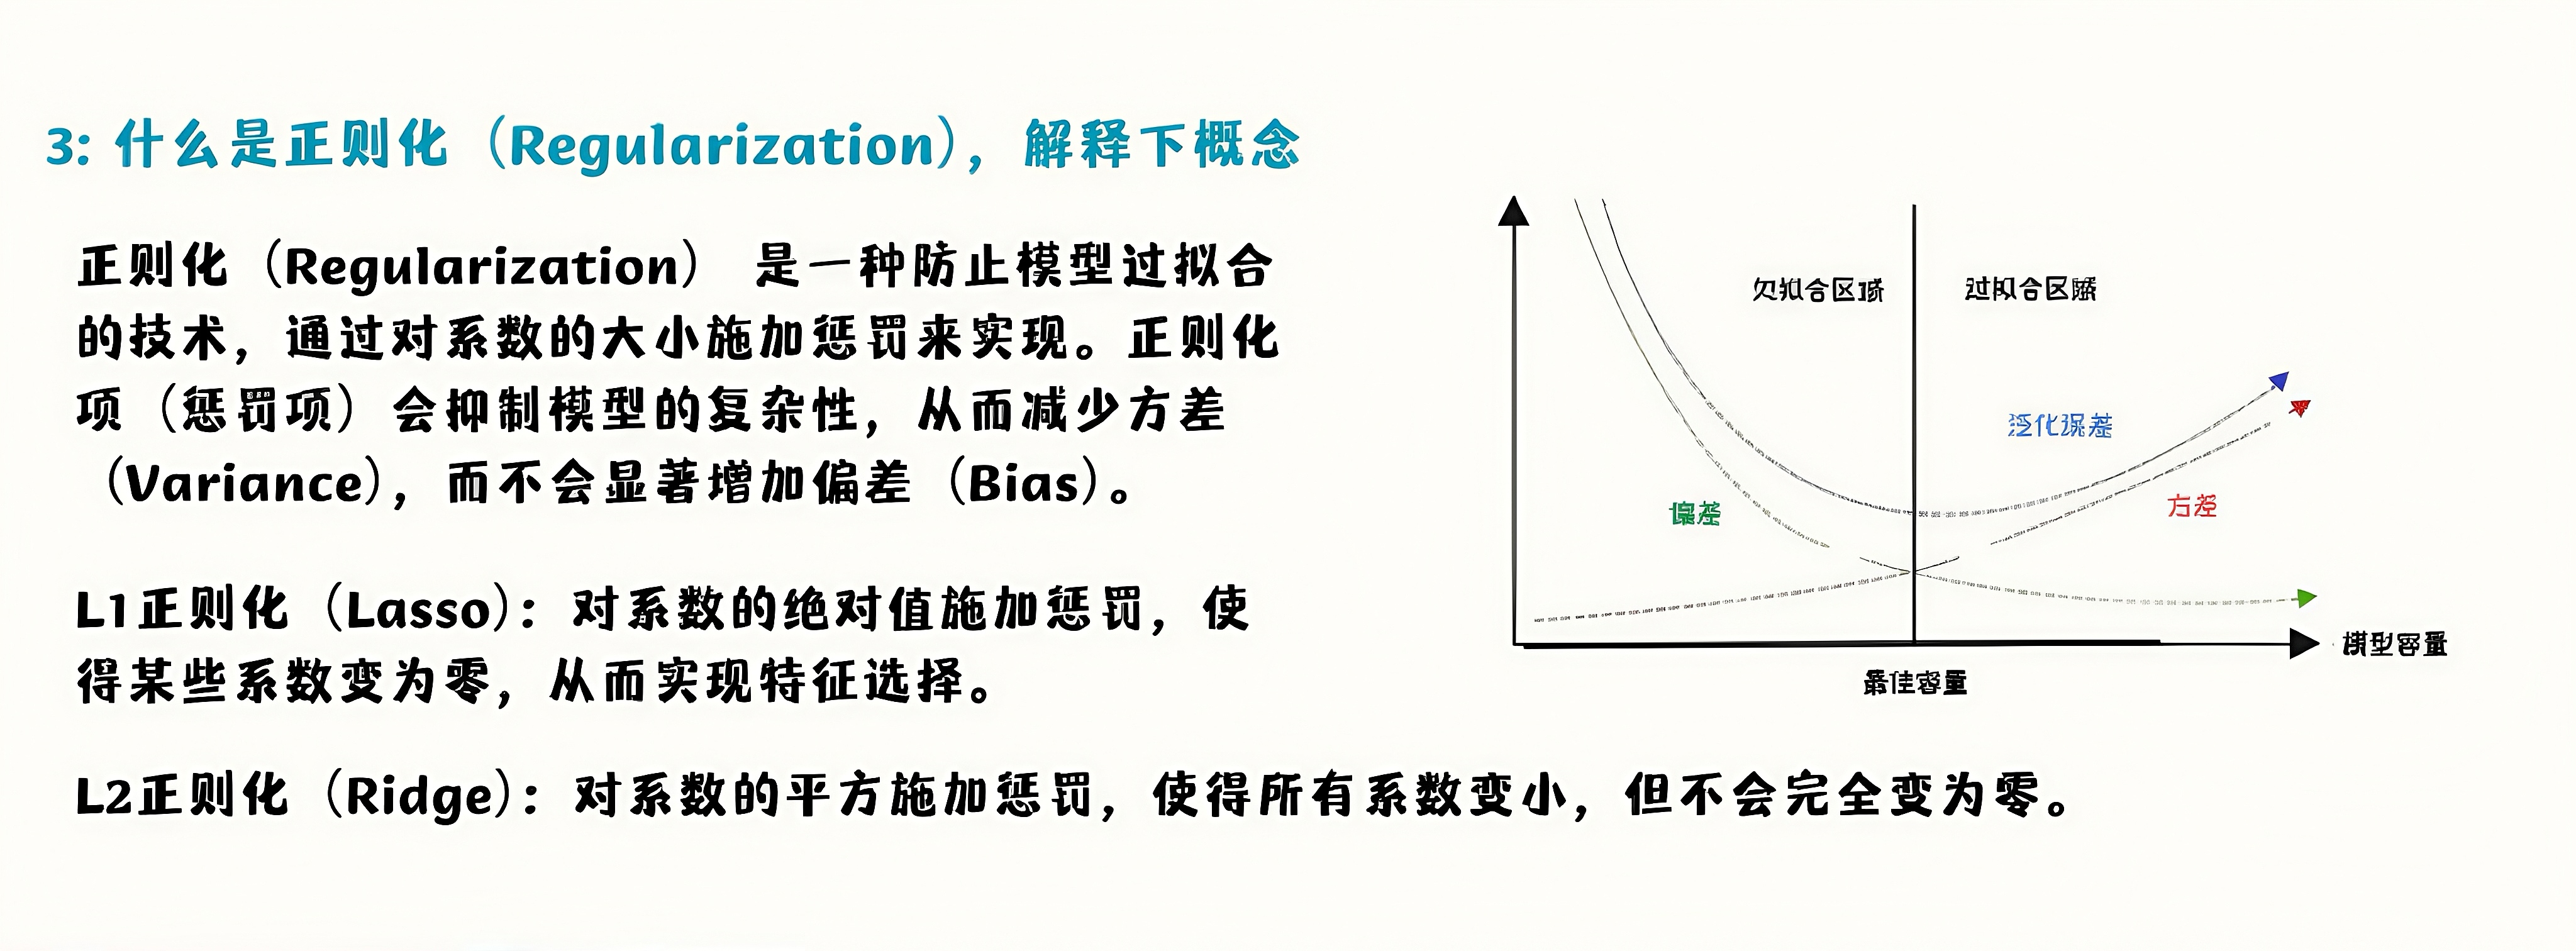 3: 什么是正则化（Regularization），解释下概念
正则化（Regularization） 是一种防止模型过拟合
的技术，通过对系数的大小施加惩罚来实现。正则化
项（惩罚项）会抑制模型的复杂性，从而减少方差
（Variance），而不会显著增加偏差（Bias）。
L1正则化（Lasso）：对系数的绝对值施加惩罚，使
得某些系数变为零，从而实现特征选择。
欠拟合区域
过拟合区域
泛化误差
偏差
方差
模型容量
最佳容量
L2正则化（Ridge）：对系数的平方施加惩罚，使得所有系数变小，但不会完全变为零。